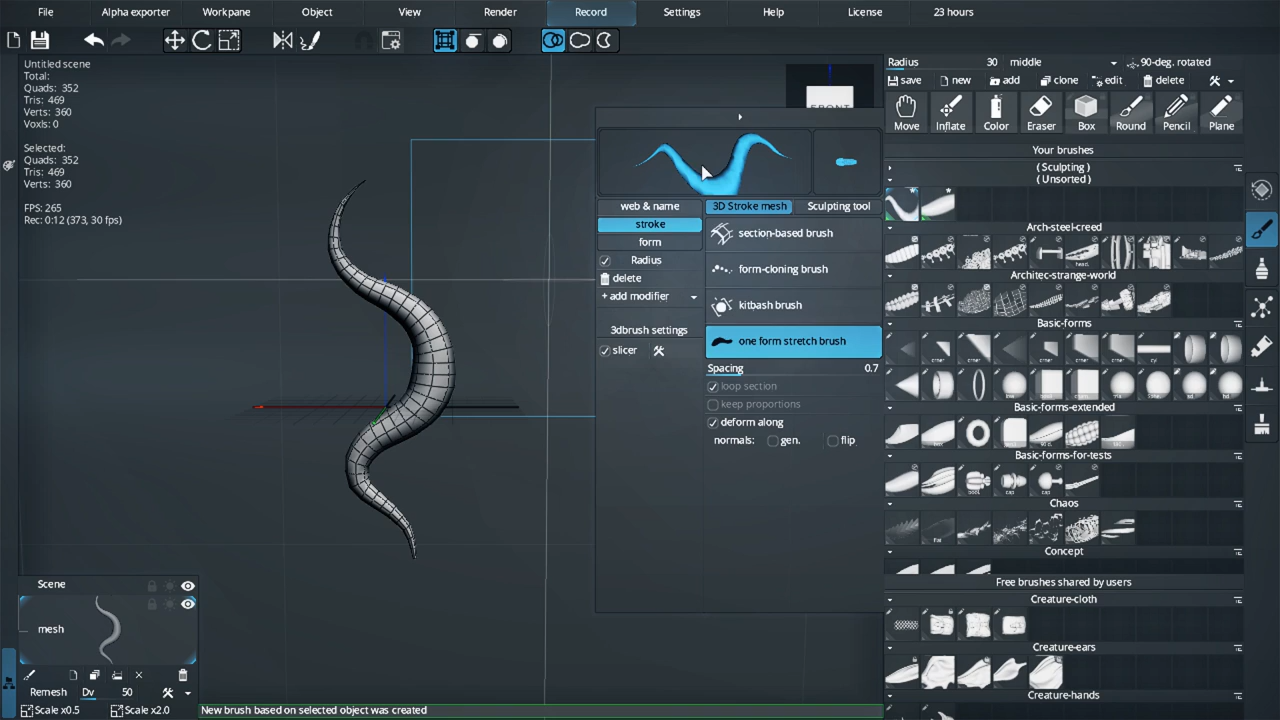 File Alpha exporter Workpane Object View Render Record Settings Help License 23 hours
Untitled scene
Total:
Quads: 352
Tris: 469
Verts: 360
Voxls: 0
Selected:
Quads: 352
Tris: 469
Verts: 184
FPS: 265
Rec: 0:12 (373, 30 fps)
FRONT
web & name
stroke
form
Radius
delete
+ add modifier
3dbrush settings
slicer
3D Stroke mesh Sculpting tool
section-based brush
form-cloning brush
kitbash brush
one form stretch brush
Spacing 0.7
loop section
keep proportions
deform along
normals: gen. flip
Radius 30 middle 90-deg. rotated
save new add clone edit delete
Move Inflate Color Eraser Box Round Pencil Plane
Your brushes
( Sculpting )
( Unsorted )
Arch-steel-creed
Architec-strange-world
Basic-forms
Basic-forms-extended
Basic-forms-for-tests
Chaos
Concept
Free brushes shared by users
Creature-cloth
Creature-ears
Creature-hands
Scene
mesh
Remesh Dv 50
Scale x0.5 Scale x2.0
New brush based on selected object was created